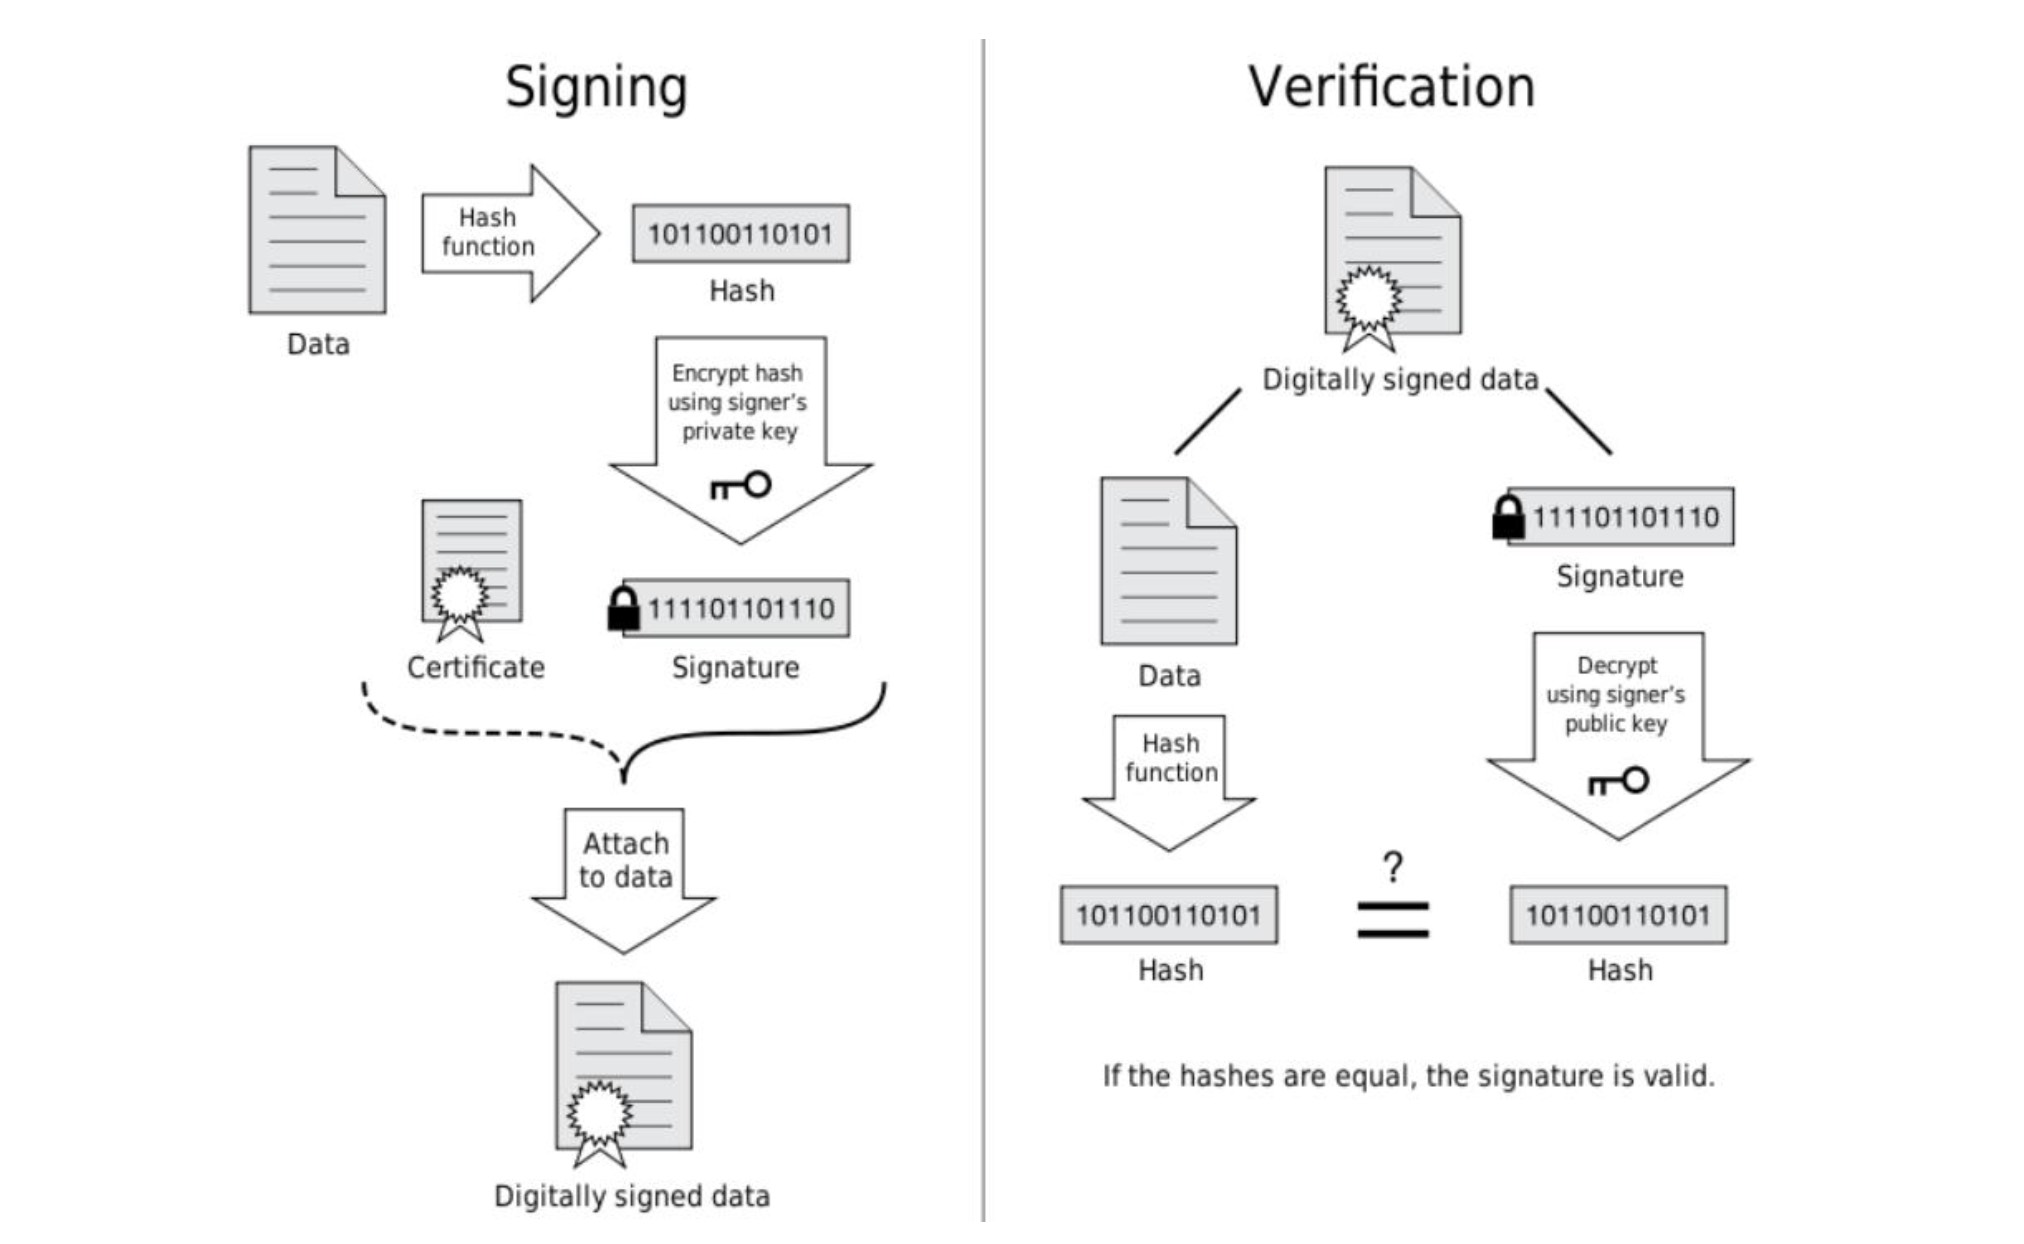 Signing
Data
Hash
function
101100110101
Hash
Encrypt hash
using signer's
private key
Certificate
111101101110
Signature
Attach
to data
Digitally signed data
Verification
Digitally signed data
Data
111101101110
Signature
Hash
function
Decrypt
using signer's
public key
101100110101
Hash
?
=
101100110101
Hash
If the hashes are equal, the signature is valid.